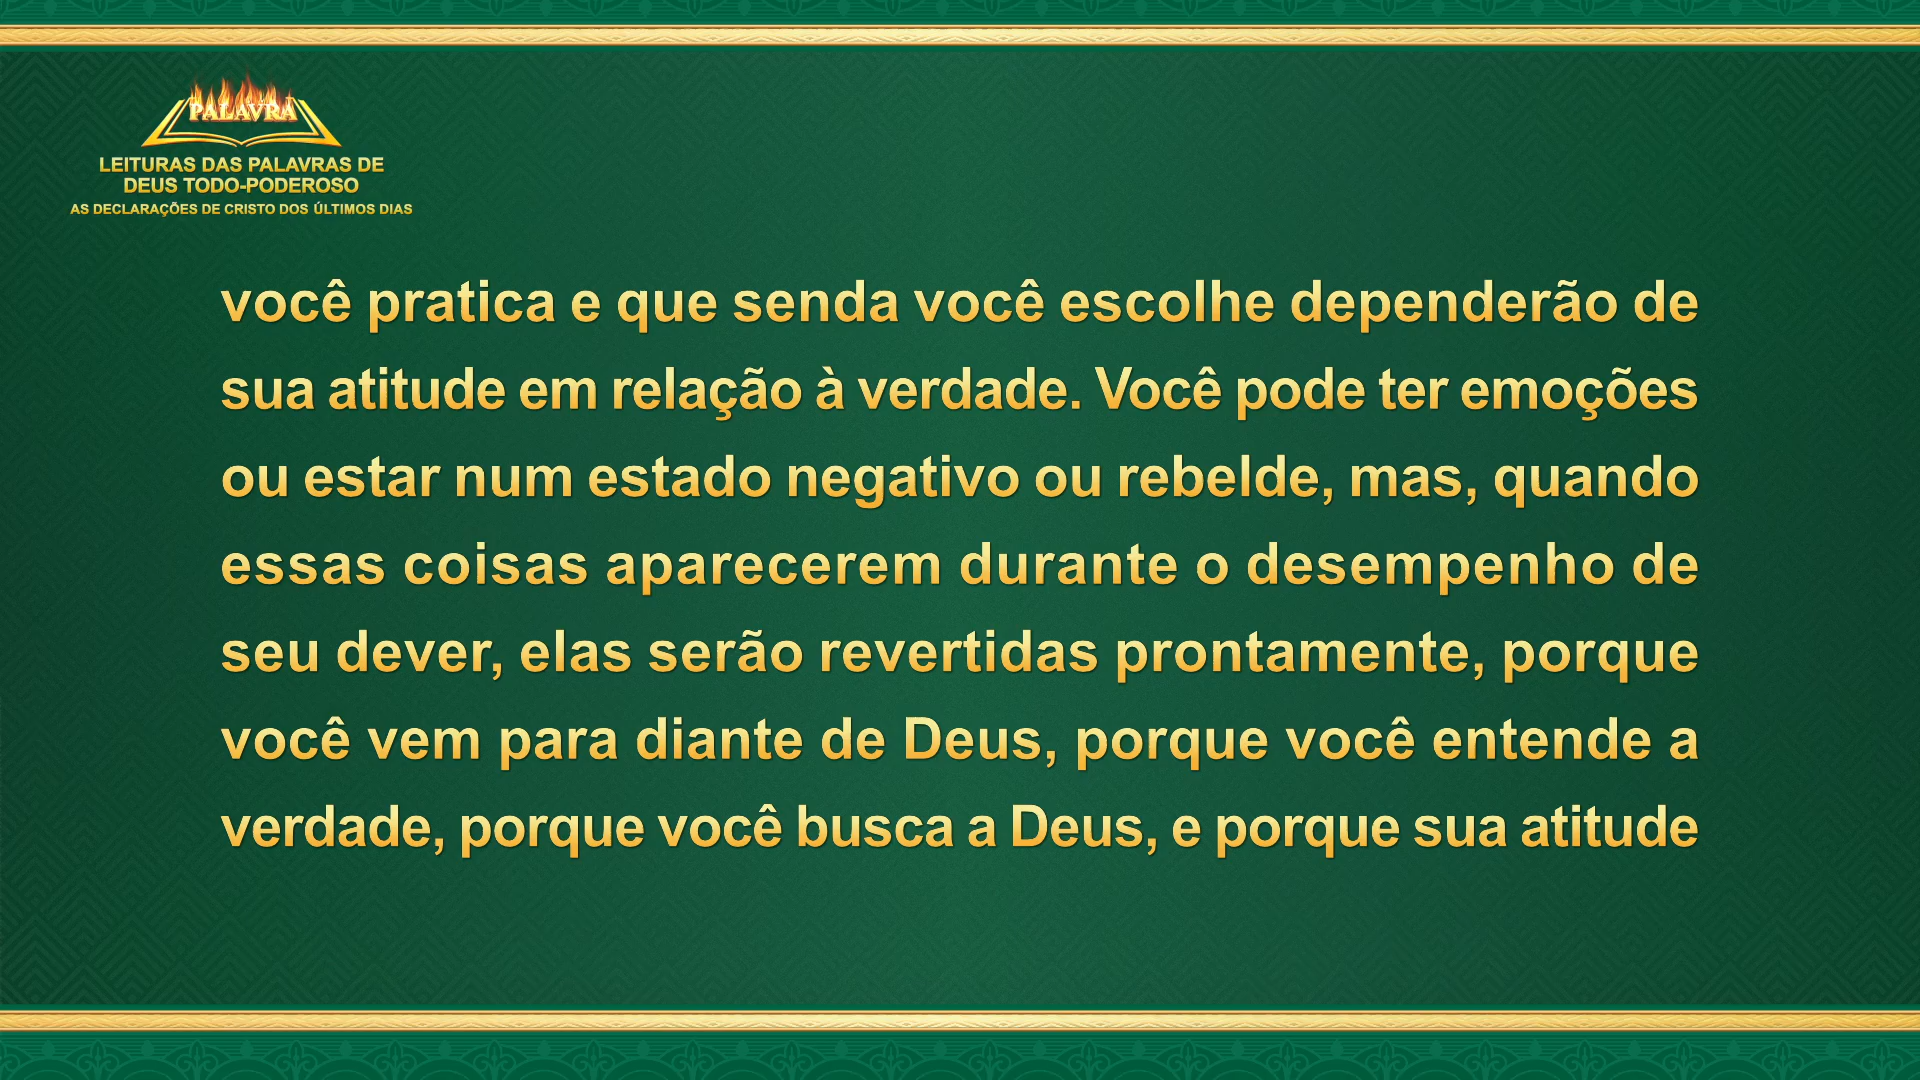 PALAVRA
LEITURAS DAS PALAVRAS DE
DEUS TODO-PODEROSO
AS DECLARAÇÕES DE CRISTO DOS ÚLTIMOS DIAS
você pratica e que senda você escolhe dependerão de
sua atitude em relação à verdade. Você pode ter emoções
ou estar num estado negativo ou rebelde, mas, quando
essas coisas aparecerem durante o desempenho de
seu dever, elas serão revertidas prontamente, porque
você vem para diante de Deus, porque você entende a
verdade, porque você busca a Deus, e porque sua atitude